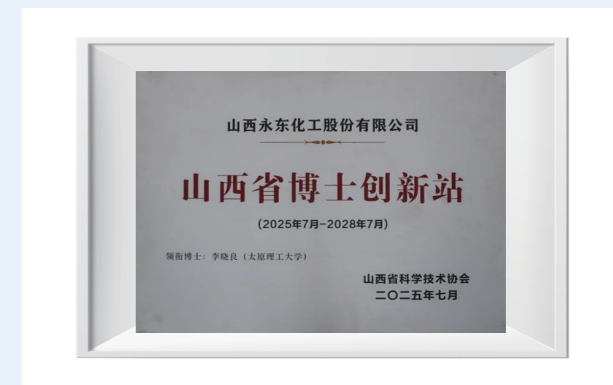 山西永东化工股份有限公司
山西省博士创新站
(2025年7月-2028年7月)
领衔博士：李晓良（太原理工大学）
山西省科学技术协会
二〇二五年七月